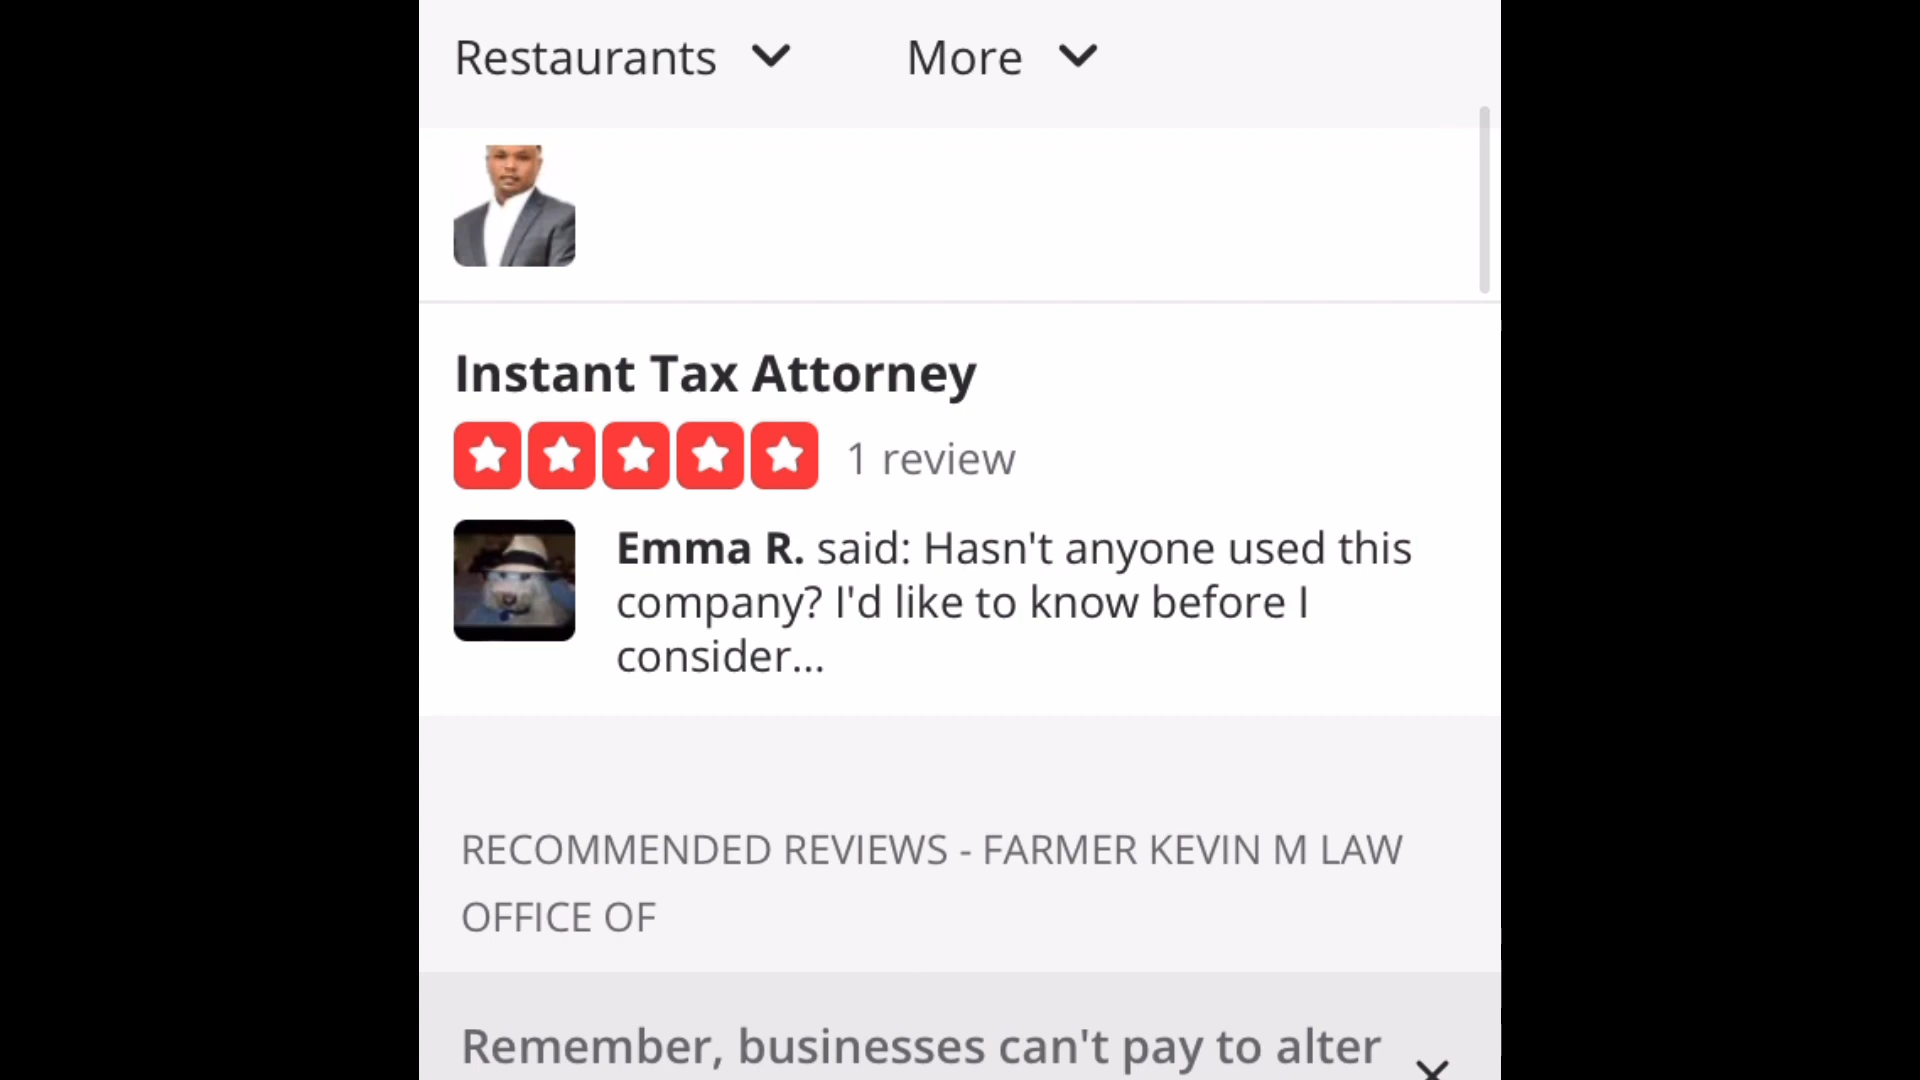 Restaurants More
Instant Tax Attorney
1 review
Emma R. said: Hasn't anyone used this
company? I'd like to know before I
consider...
RECOMMENDED REVIEWS - FARMER KEVIN M LAW
OFFICE OF
Remember, businesses can't pay to alter